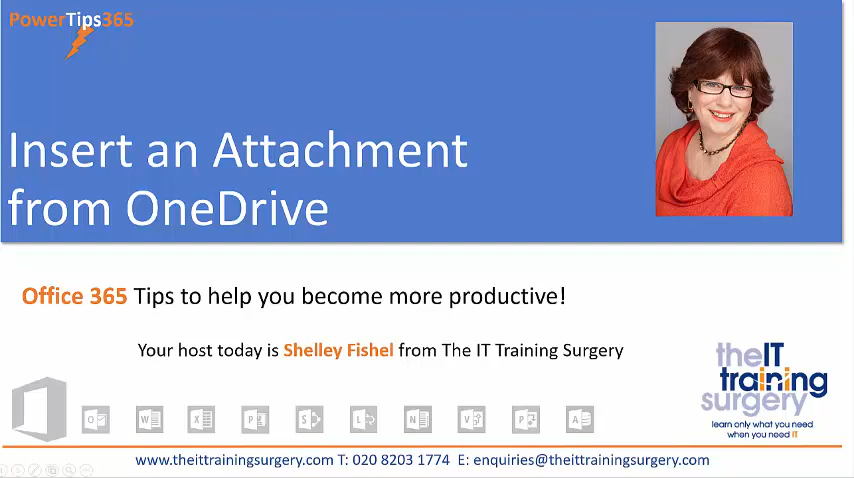 PowerTips365
Insert an Attachment
from OneDrive
Office 365 Tips to help you become more productive!
Your host today is Shelley Fishel from The IT Training Surgery
theIT
training
surgery
learn only what you need
when you need IT
www.theittrainingsurgery.com T: 020 8203 1774 E: enquiries@theittrainingsurgery.com